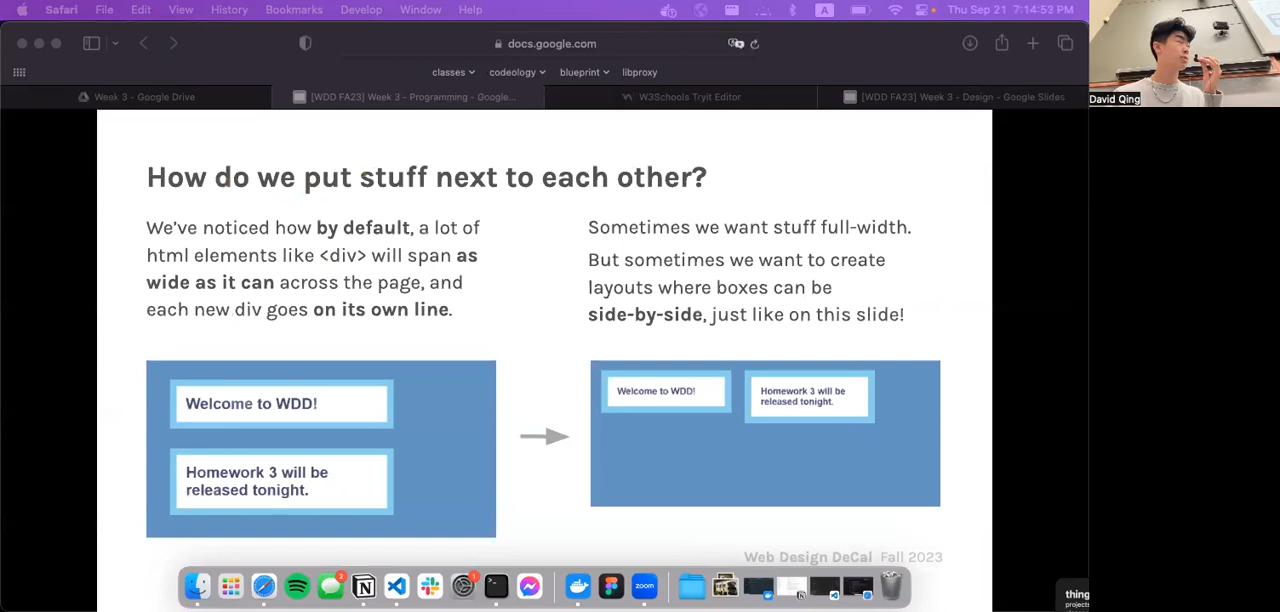 Safari File Edit View History Bookmarks Develop Window Help
Thu Sep 21 7:14:53 PM
docs.google.com
classes codeology blueprint libproxy
Week 3 - Google Drive
[WDD FA23] Week 3 - Programming - Google...
W3Schools Tryit Editor
[WDD FA23] Week 3 - Design - Google Slides
David Qing
How do we put stuff next to each other?
We've noticed how by default, a lot of
html elements like <div> will span as
wide as it can across the page, and
each new div goes on its own line.
Sometimes we want stuff full-width.
But sometimes we want to create
layouts where boxes can be
side-by-side, just like on this slide!
Welcome to WDD!
Homework 3 will be
released tonight.
Welcome to WDD!
Homework 3 will be
released tonight.
Web Design DeCal Fall 2023
2
1
zoom
thing
projects